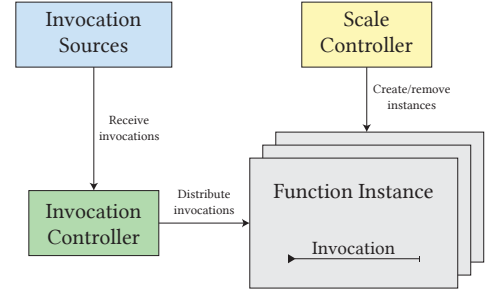 Invocation
Sources
Scale
Controller
Receive
invocations
Create/remove
instances
Invocation
Controller
Distribute
invocations
Function Instance
Invocation